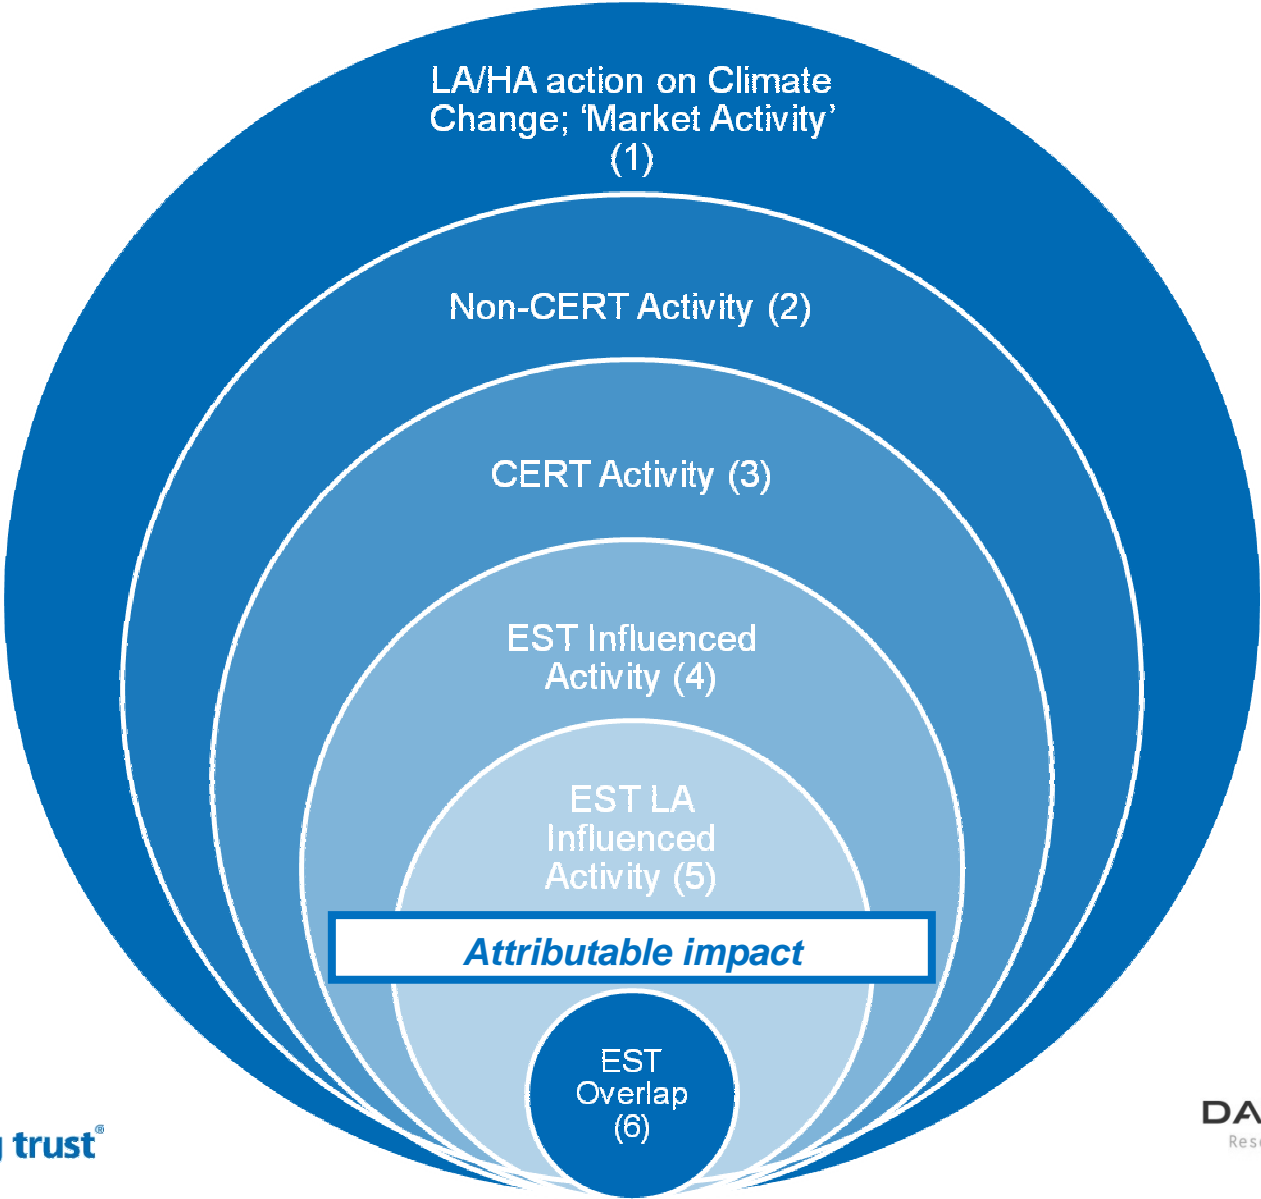 LA/HA action on Climate
Change; ‘Market Activity’
(1)
Non-CERT Activity (2)
CERT Activity (3)
EST Influenced
Activity (4)
EST LA
Influenced
Activity (5)
Attributable impact
EST
Overlap
(6)
trust®